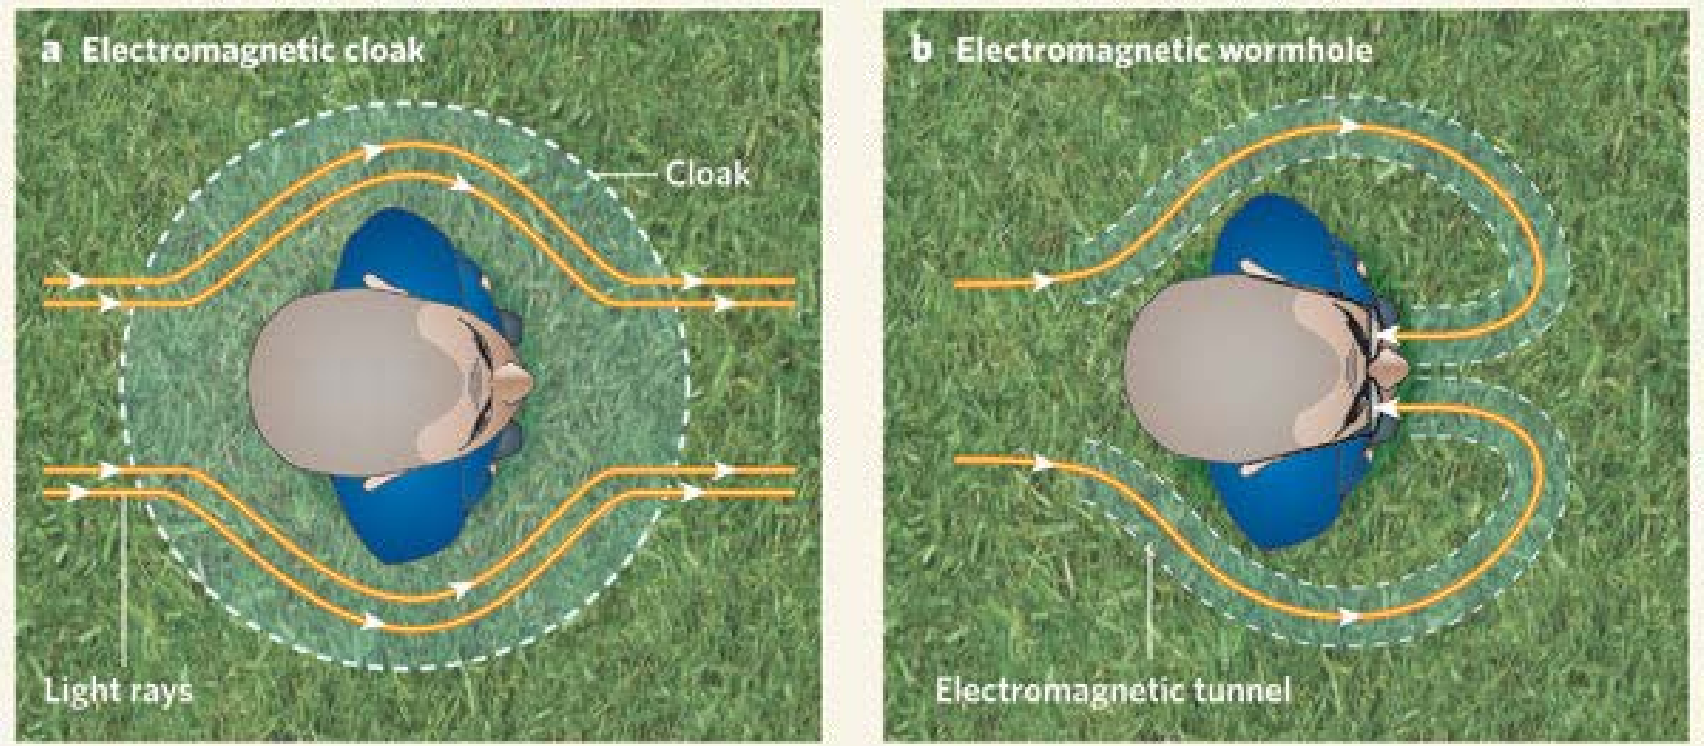 a Electromagnetic cloak
Cloak
Light rays
b Electromagnetic wormhole
Electromagnetic tunnel